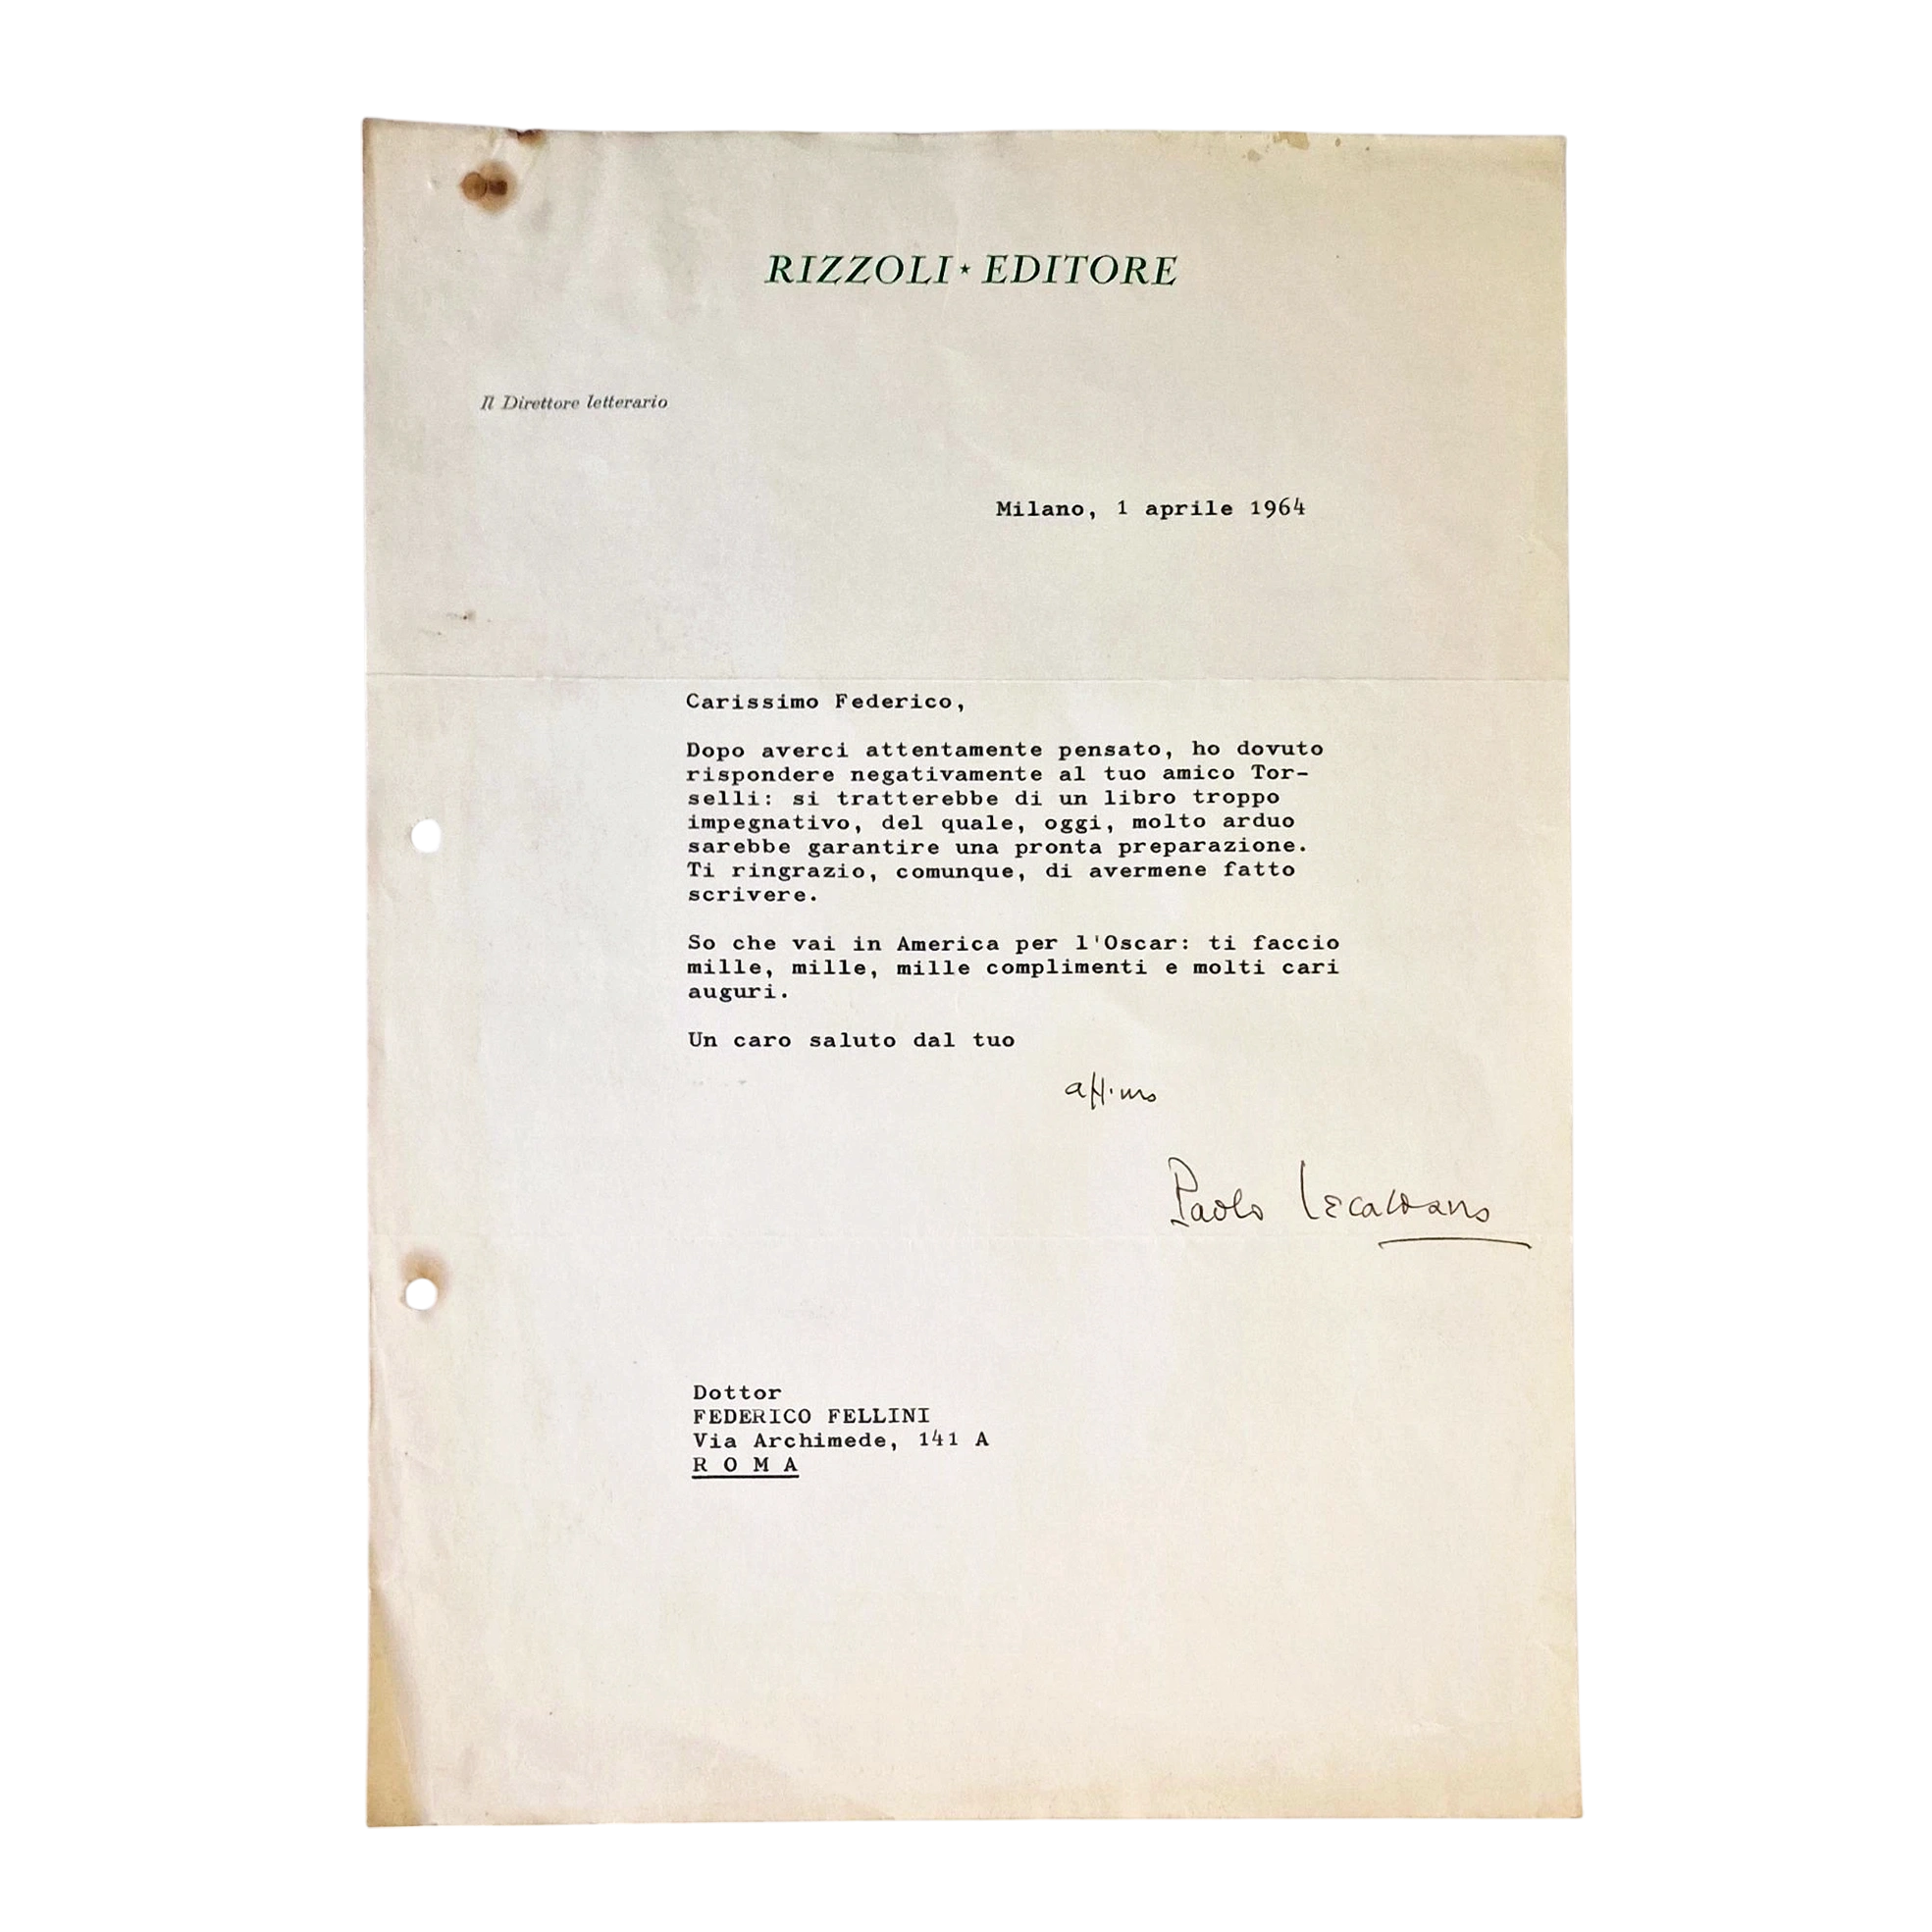 RIZZOLI ★ EDITORE
Il Direttore letterario
Milano, 1 aprile 1964
Carissimo Federico,
Dopo averci attentamente pensato, ho dovuto
rispondere negativamente al tuo amico Tor-
selli: si tratterebbe di un libro troppo
impegnativo, del quale, oggi, molto arduo
sarebbe garantire una pronta preparazione.
Ti ringrazio, comunque, di avermene fatto
scrivere.
So che vai in America per l'Oscar: ti faccio
mille, mille, mille complimenti e molti cari
auguri.
Un caro saluto dal tuo
aff.mo
Paolo Lecaldano
Dottor
FEDERICO FELLINI
Via Archimede, 141 A
R O M A